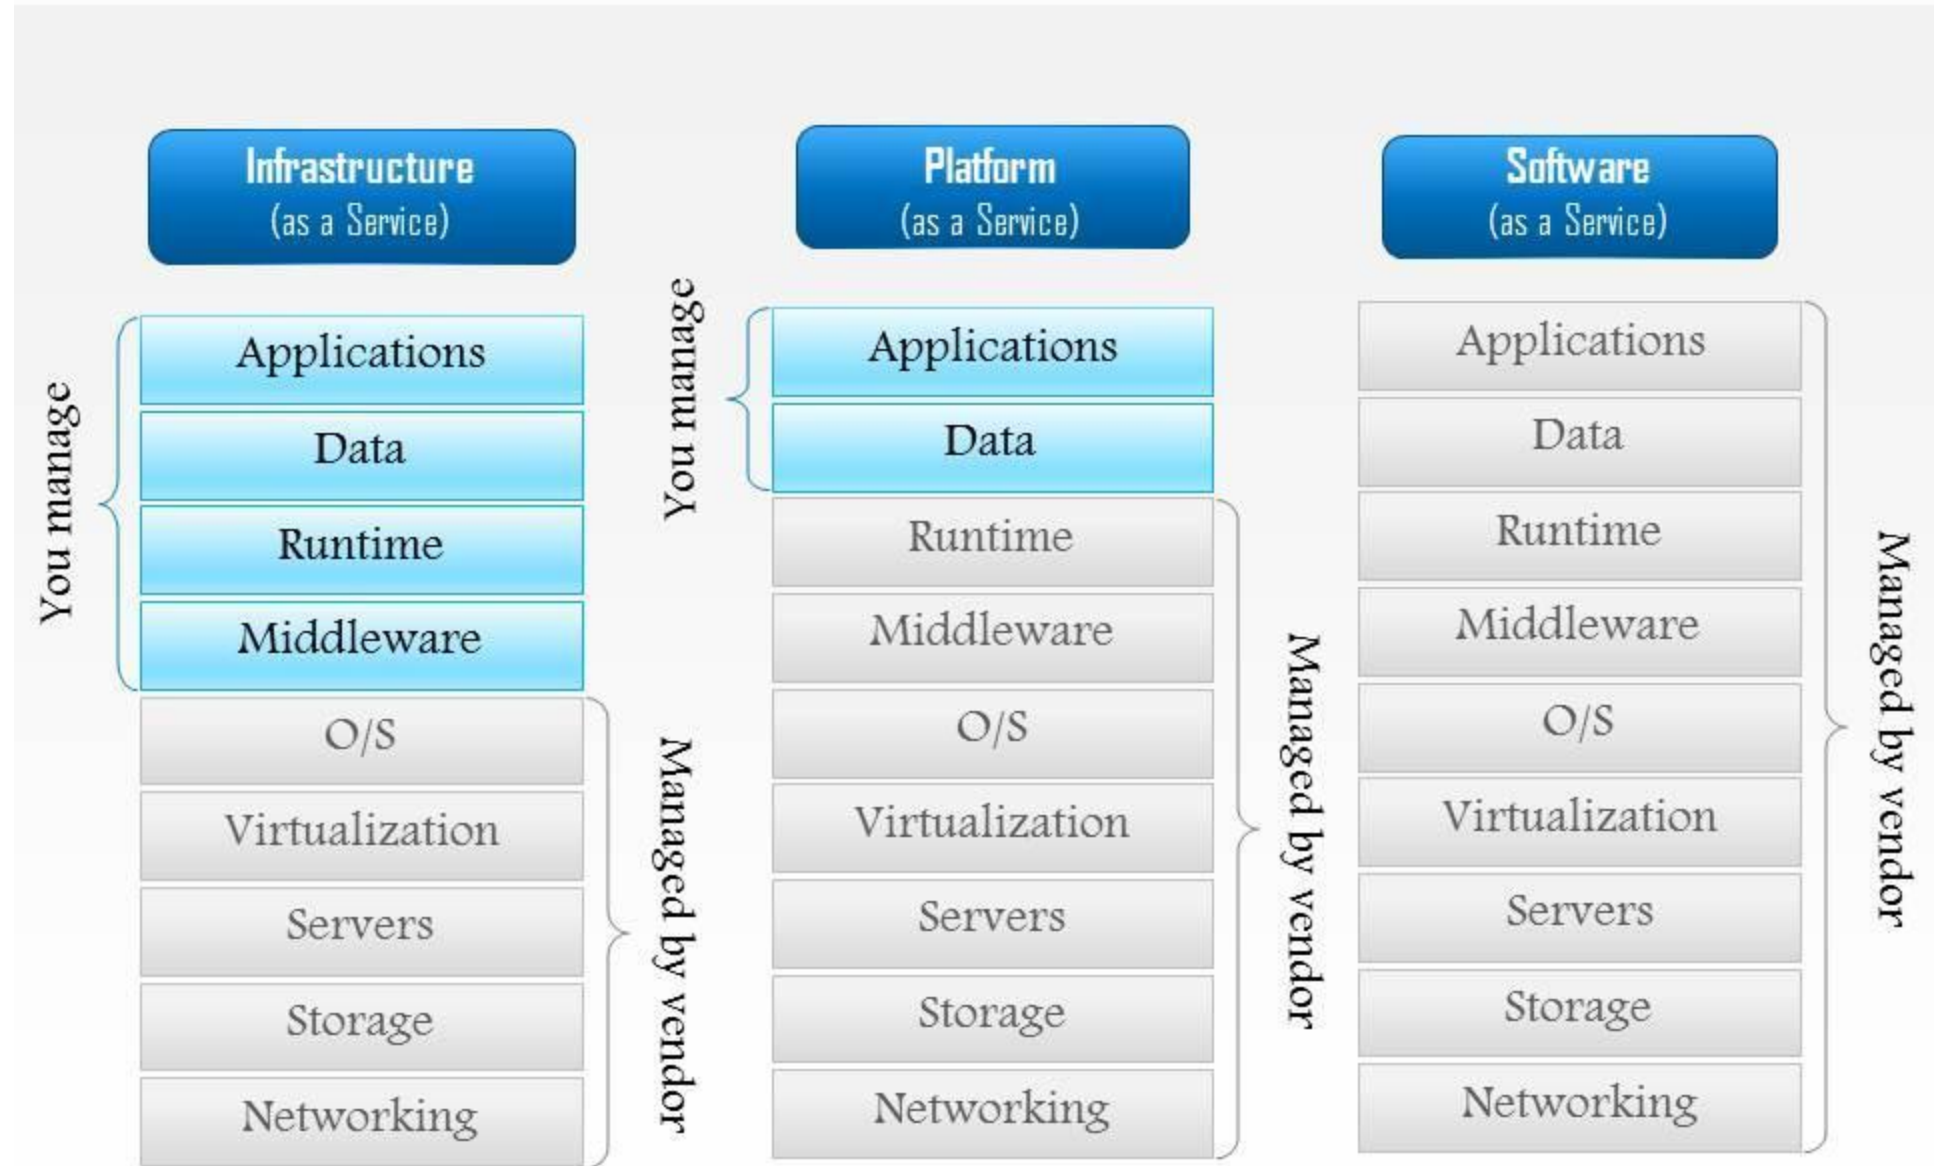 Infrastructure
(as a Service)
You manage
Applications
Data
Runtime
Middleware
O/S
Virtualization
Servers
Storage
Networking
Managed by vendor
Platform
(as a Service)
You manage
Applications
Data
Runtime
Middleware
O/S
Virtualization
Servers
Storage
Networking
Managed by vendor
Software
(as a Service)
Applications
Data
Runtime
Middleware
O/S
Virtualization
Servers
Storage
Networking
Managed by vendor